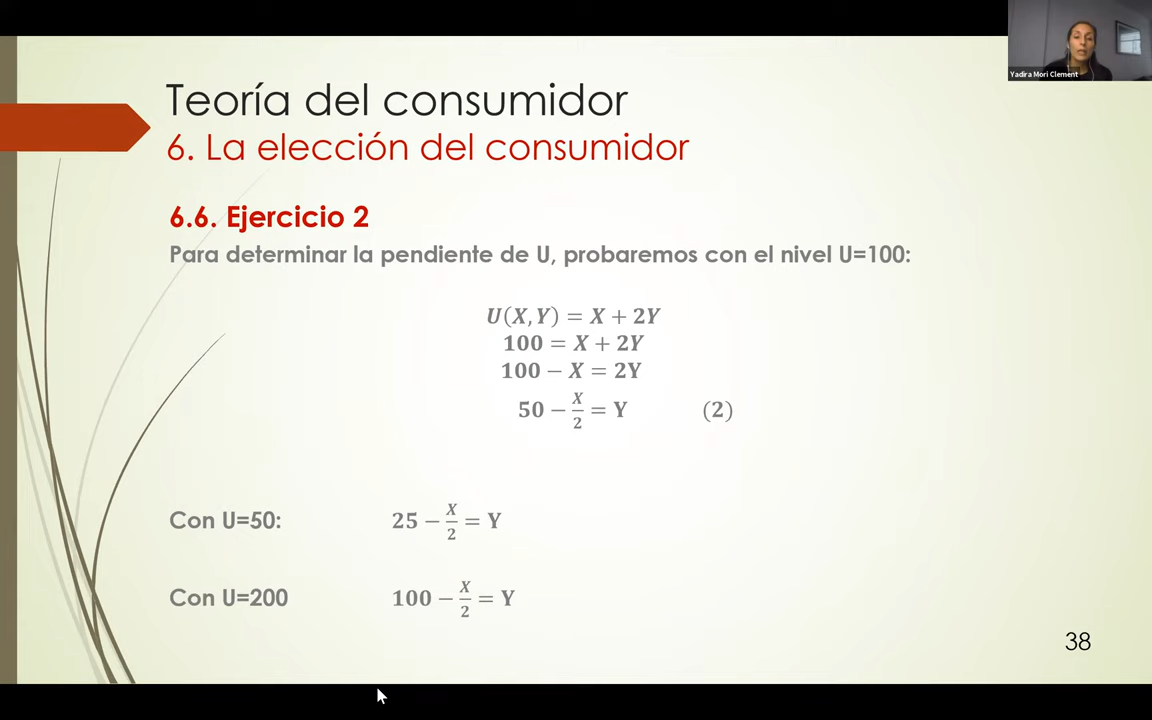 Yadira Mori Clement
Teoría del consumidor
6. La elección del consumidor
6.6. Ejercicio 2
Para determinar la pendiente de U, probaremos con el nivel U=100:
U(X,Y) = X + 2Y
100 = X + 2Y
100 − X = 2Y
50 − X/2 = Y (2)
Con U=50: 25 − X/2 = Y
Con U=200 100 − X/2 = Y
38